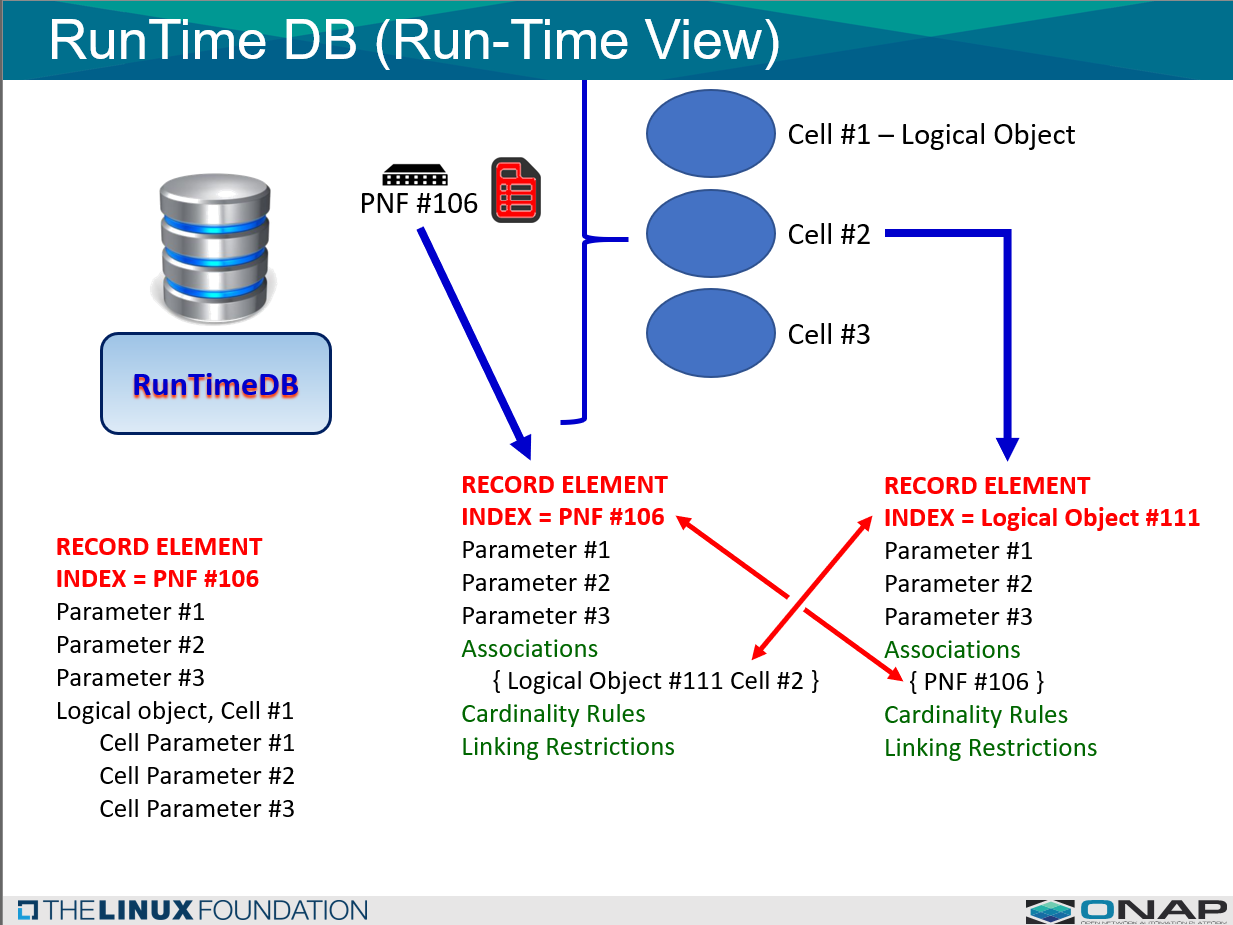 RunTime DB (Run-Time View)
Cell #1 – Logical Object
PNF #106
Cell #2
Cell #3
RunTimeDB
RECORD ELEMENT
INDEX = PNF #106
Parameter #1
Parameter #2
Parameter #3
Logical object, Cell #1
Cell Parameter #1
Cell Parameter #2
Cell Parameter #3
RECORD ELEMENT
INDEX = PNF #106
Parameter #1
Parameter #2
Parameter #3
Associations
{ Logical Object #111 Cell #2 }
Cardinality Rules
Linking Restrictions
RECORD ELEMENT
INDEX = Logical Object #111
Parameter #1
Parameter #2
Parameter #3
Associations
{ PNF #106 }
Cardinality Rules
Linking Restrictions
THE LINUX FOUNDATION
ONAP
OPEN NETWORK AUTOMATION PLATFORM